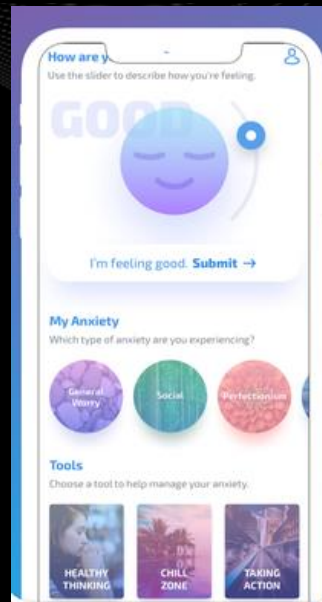 How are y
Use the slider to describe how you're feeling.
GOOD
I'm feeling good. Submit →
My Anxiety
Which type of anxiety are you experiencing?
General
Worry
Social
Perfectionism
Tools
Choose a tool to help manage your anxiety.
HEALTHY
THINKING
CHILL
ZONE
TAKING
ACTION